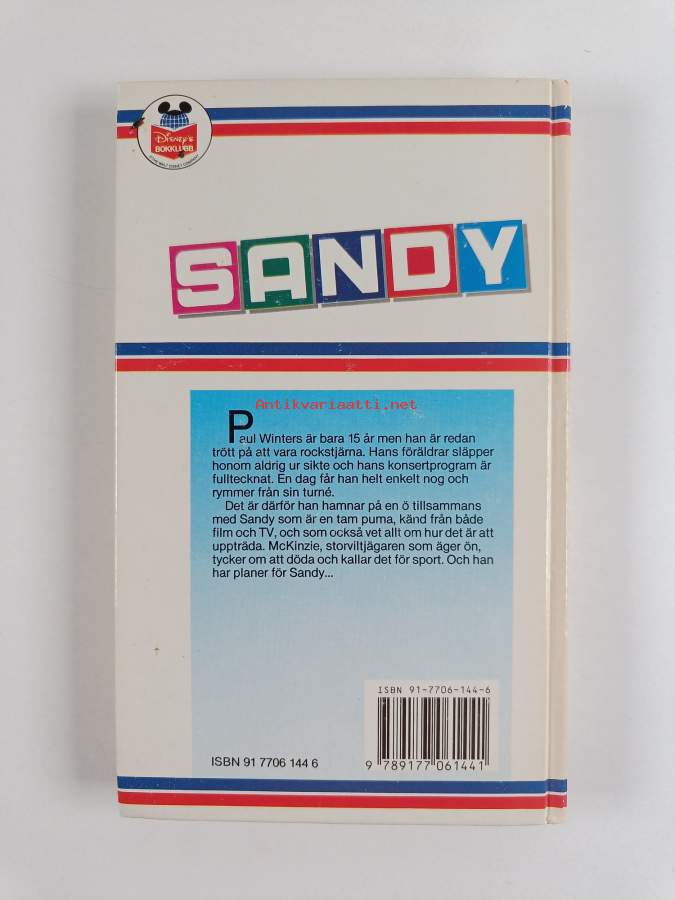 DISNEY'S
BOKKLUBB
© THE WALT DISNEY COMPANY
SANDY
Antikvariaatti.net
Paul Winters är bara 15 år men han är redan
trött på att vara rockstjärna. Hans föräldrar släpper
honom aldrig ur sikte och hans konsertprogram är
fulltecknat. En dag får han helt enkelt nog och
rymmer från sin turné.
Det är därför han hamnar på en ö tillsammans
med Sandy som är en tam puma, känd från både
film och TV, och som också vet allt om hur det är att
uppträda. McKinzie, storviltjägaren som äger ön,
tycker om att döda och kallar det för sport. Och han
har planer för Sandy...
ISBN 91-7706-144-6
ISBN 91 7706 144 6
9 789177 061441